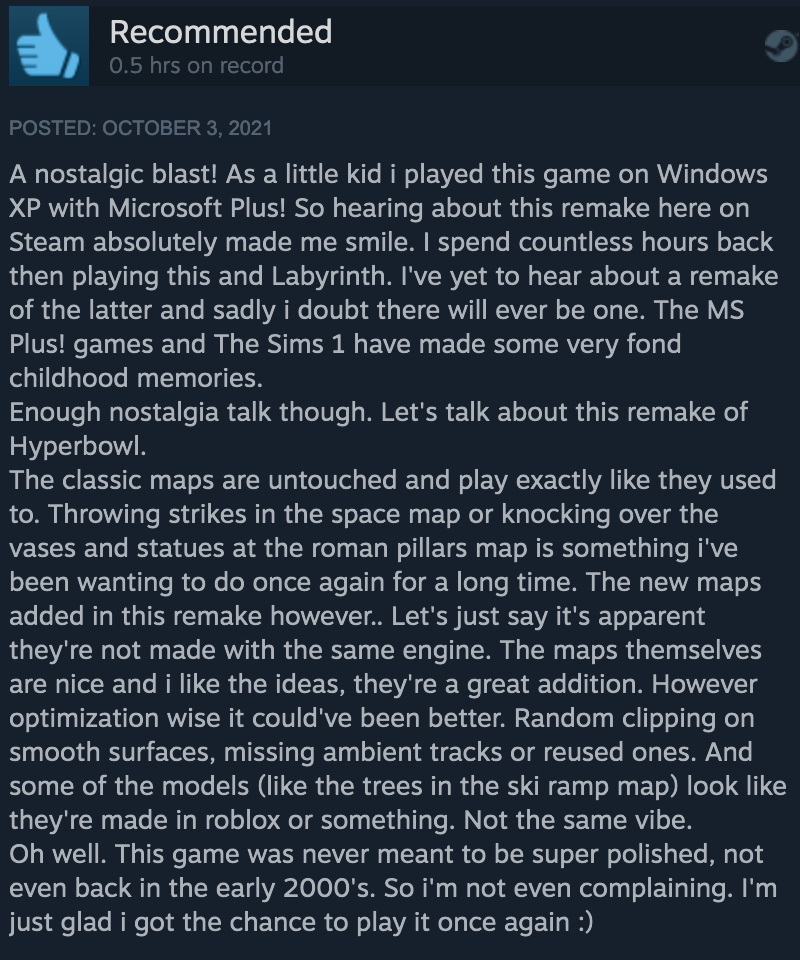 Recommended
0.5 hrs on record
POSTED: OCTOBER 3, 2021
A nostalgic blast! As a little kid i played this game on Windows
XP with Microsoft Plus! So hearing about this remake here on
Steam absolutely made me smile. I spend countless hours back
then playing this and Labyrinth. I've yet to hear about a remake
of the latter and sadly i doubt there will ever be one. The MS
Plus! games and The Sims 1 have made some very fond
childhood memories.
Enough nostalgia talk though. Let's talk about this remake of
Hyperbowl.
The classic maps are untouched and play exactly like they used
to. Throwing strikes in the space map or knocking over the
vases and statues at the roman pillars map is something i've
been wanting to do once again for a long time. The new maps
added in this remake however.. Let's just say it's apparent
they're not made with the same engine. The maps themselves
are nice and i like the ideas, they're a great addition. However
optimization wise it could've been better. Random clipping on
smooth surfaces, missing ambient tracks or reused ones. And
some of the models (like the trees in the ski ramp map) look like
they're made in roblox or something. Not the same vibe.
Oh well. This game was never meant to be super polished, not
even back in the early 2000's. So i'm not even complaining. I'm
just glad i got the chance to play it once again :)